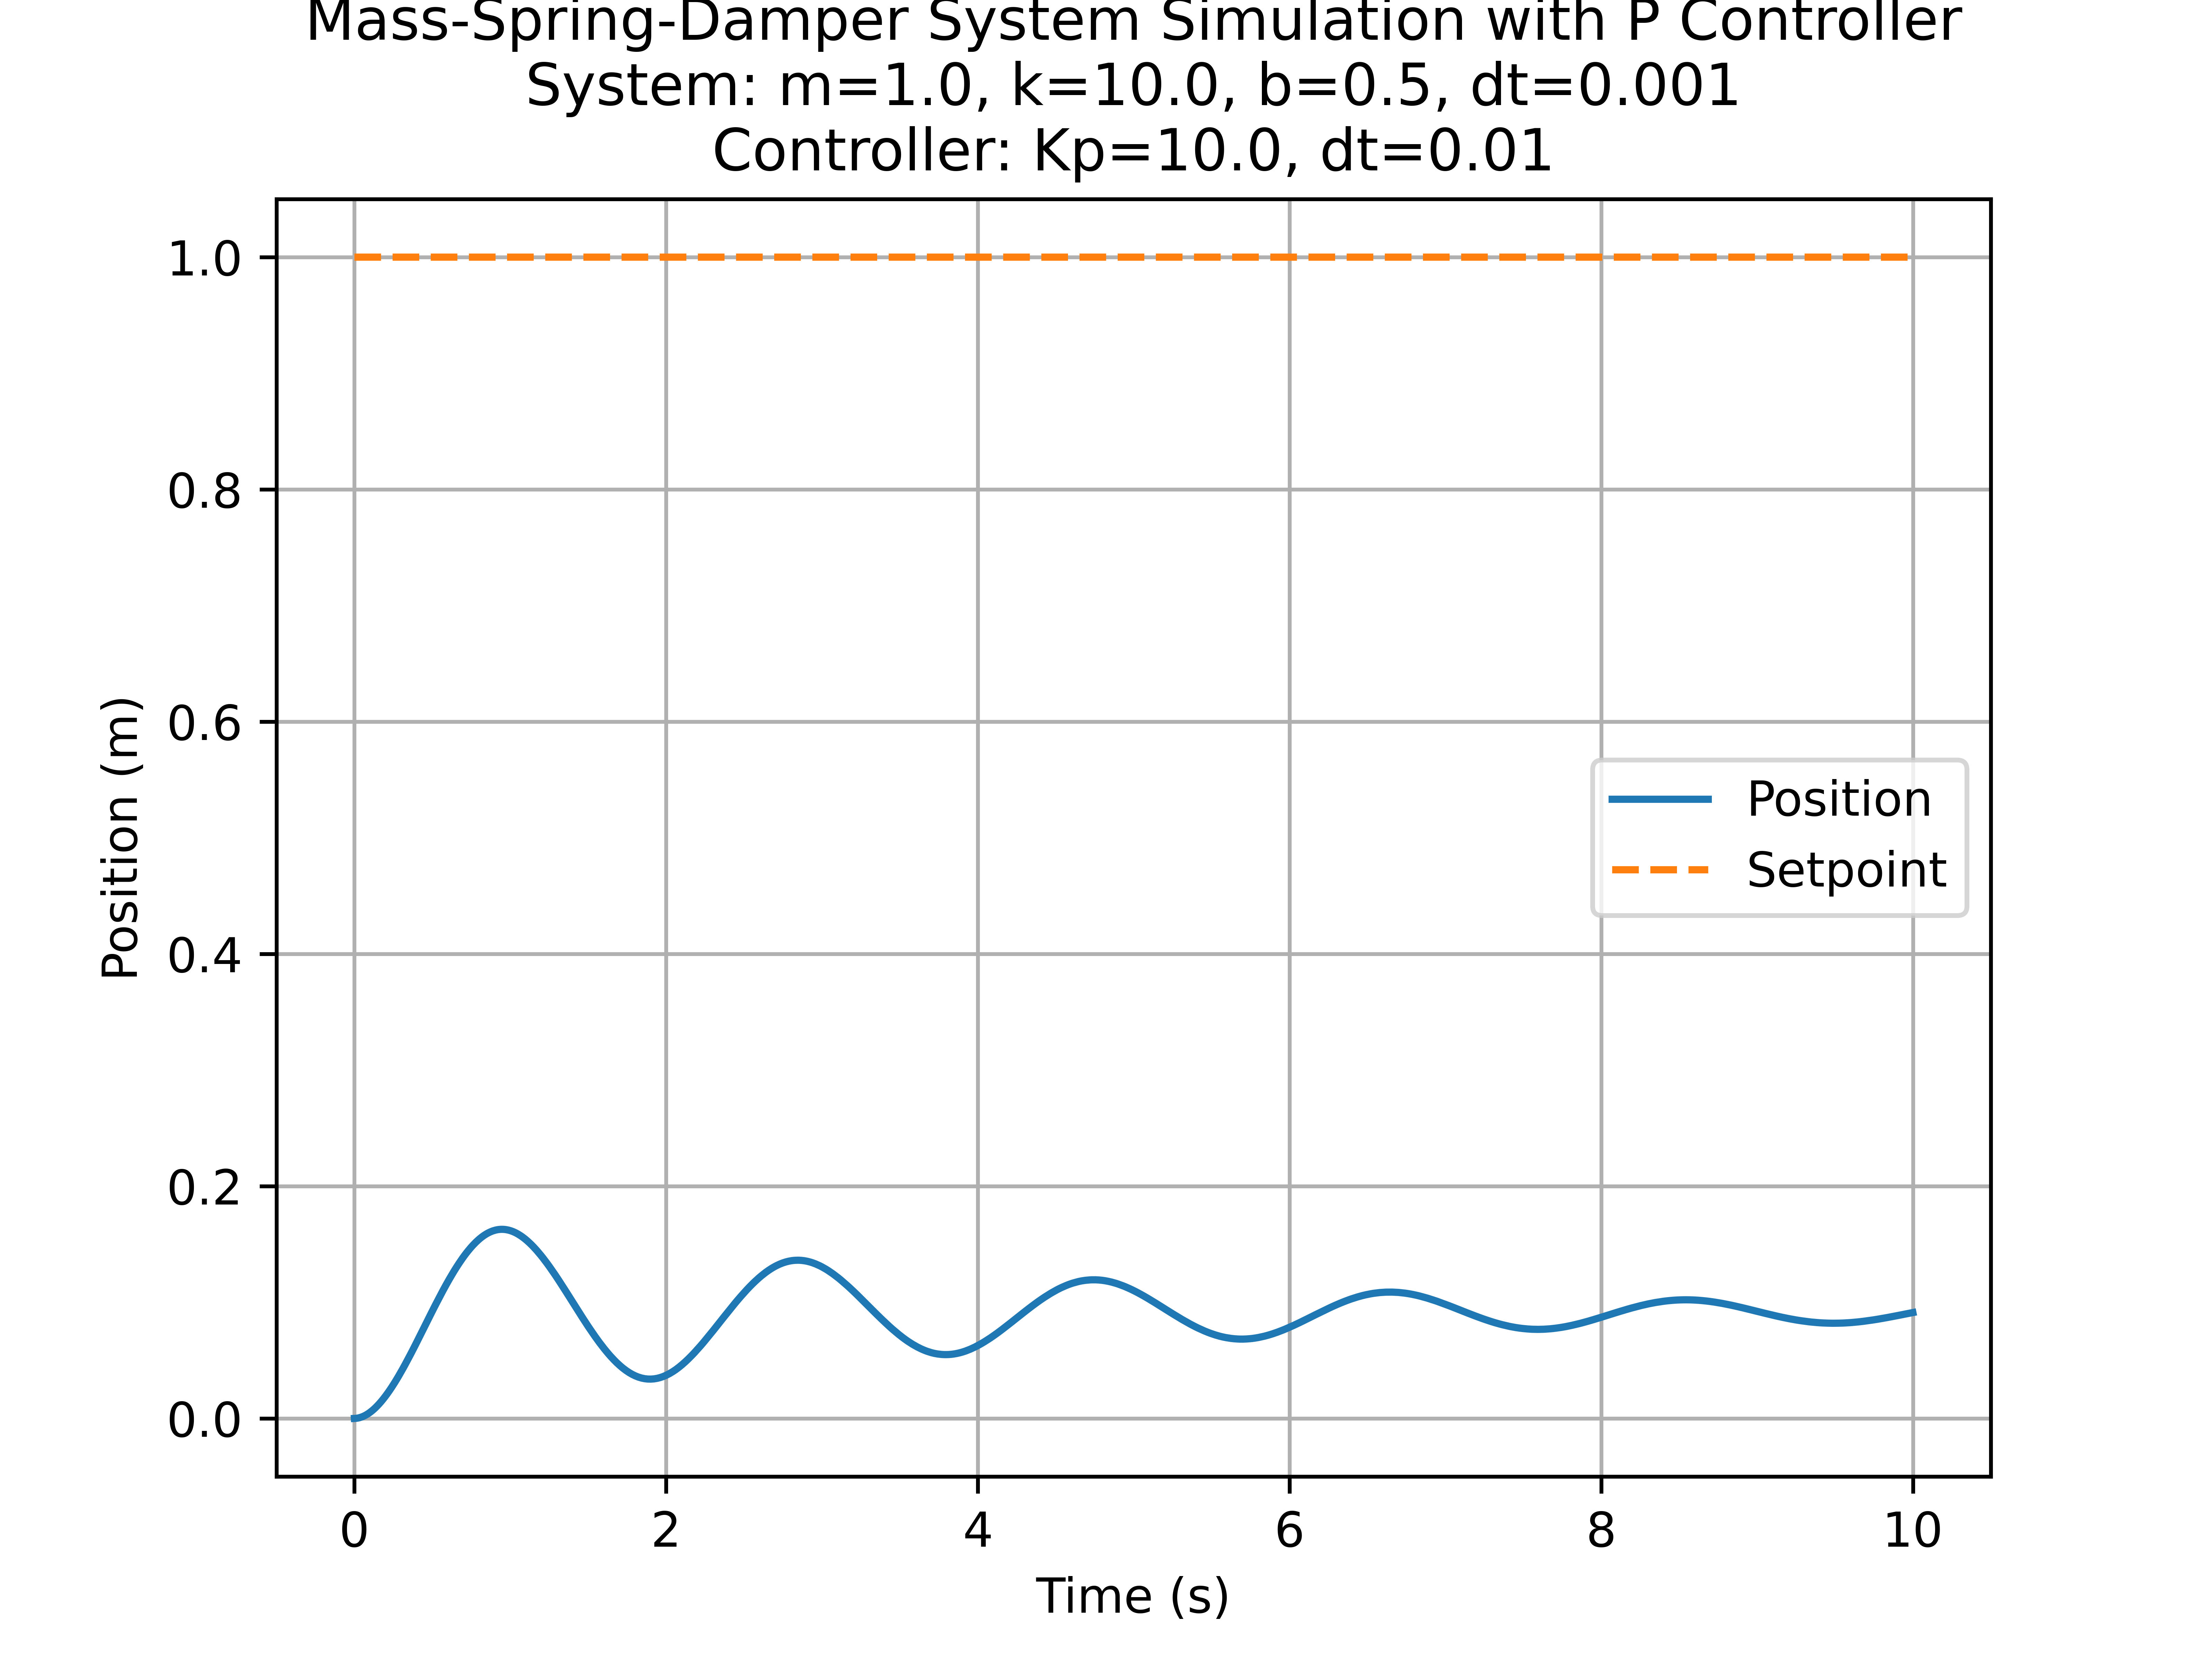 Mass-Spring-Damper System Simulation with P Controller
System: m=1.0, k=10.0, b=0.5, dt=0.001
Controller: Kp=10.0, dt=0.01
1.0
0.8
0.6
0.4
0.2
0.0
Position (m)
Position
Setpoint
0 2 4 6 8 10
Time (s)